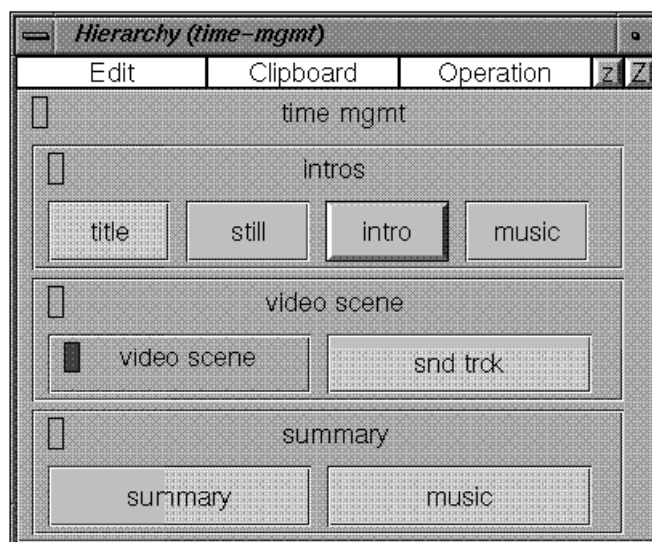 Hierarchy (time-mgmt)
Edit Clipboard Operation z Z
time mgmt
intros
title still intro music
video scene
video scene snd trck
summary
summary music